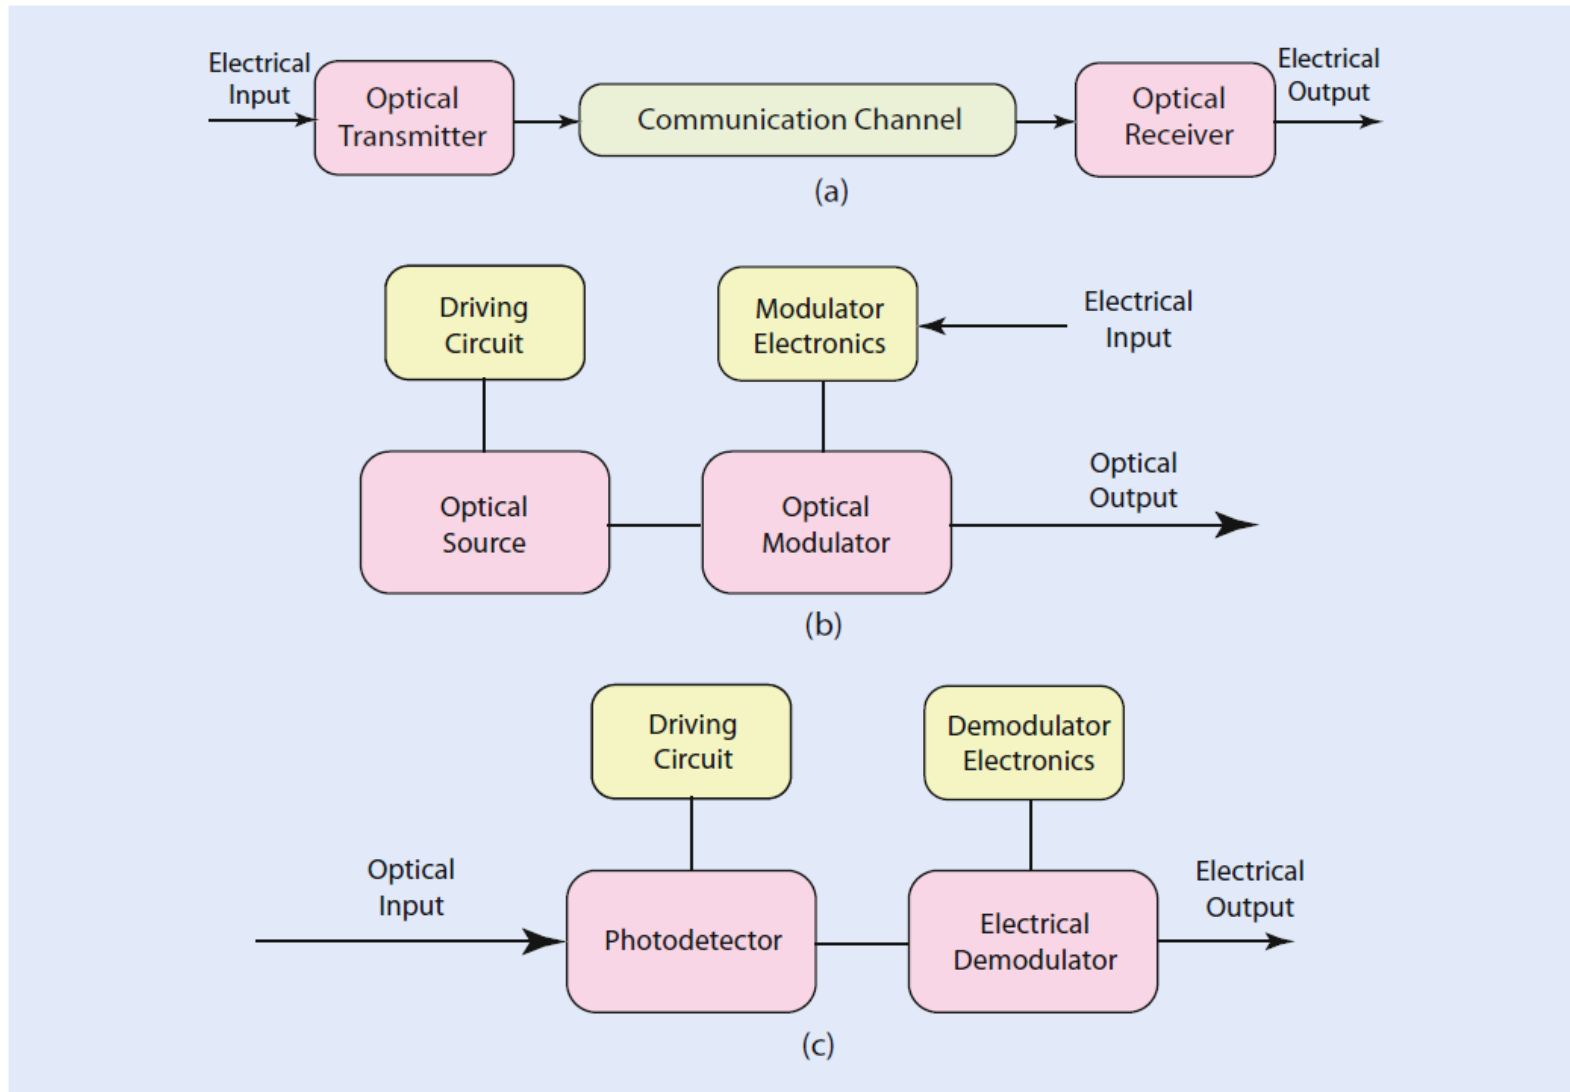 Electrical
Input
Optical
Transmitter
Communication Channel
Optical
Receiver
Electrical
Output
(a)
Driving
Circuit
Modulator
Electronics
Electrical
Input
Optical
Source
Optical
Modulator
Optical
Output
(b)
Driving
Circuit
Demodulator
Electronics
Optical
Input
Photodetector
Electrical
Demodulator
Electrical
Output
(c)